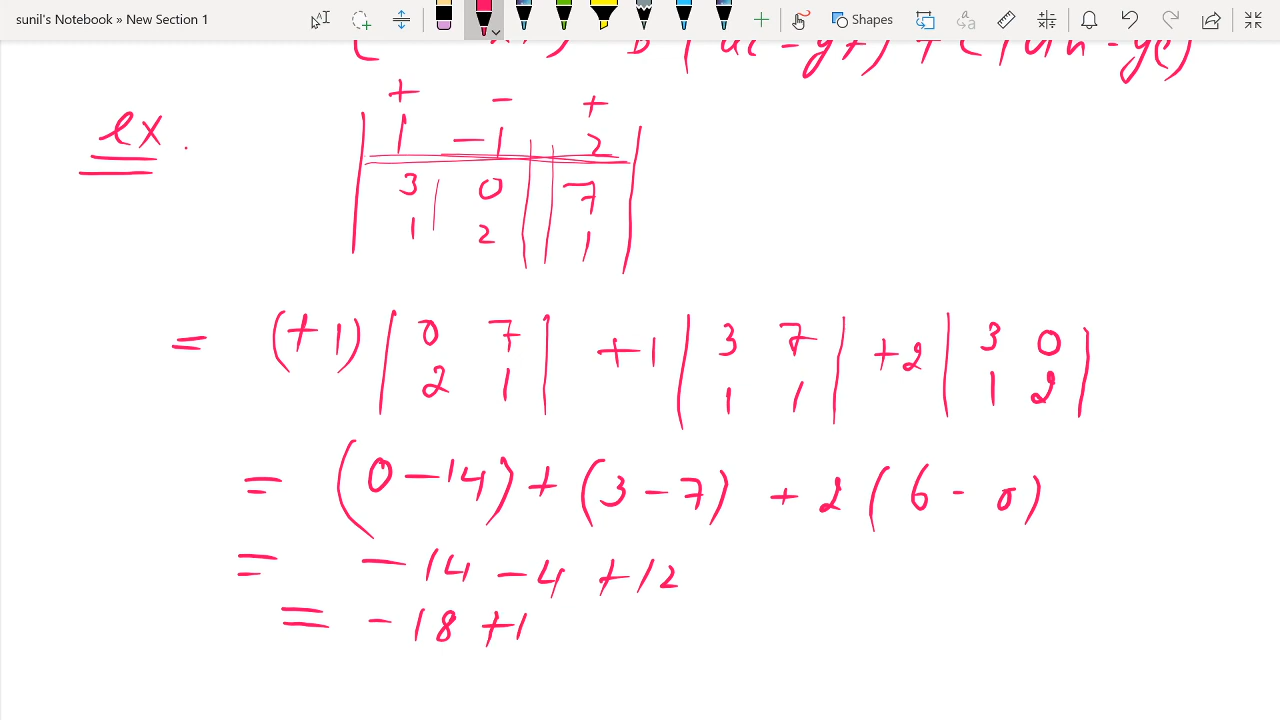 sunil's Notebook » New Section 1
Shapes
ex.
+ - +
1 -1 2
3 0 7
1 2 1
= (+1) | 0 7 | +1 | 3 7 | +2 | 3 0 |
| 2 1 | | 1 1 | | 1 2 |
= (0-14) + (3-7) + 2(6-0)
= -14 -4 +12
= -18 +1